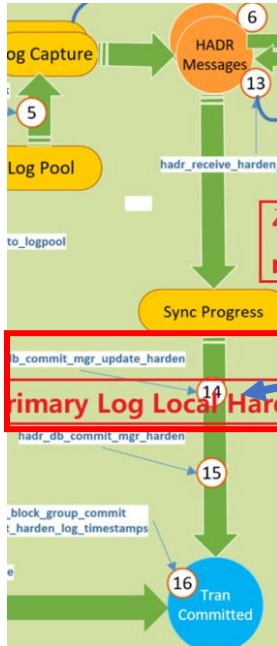 6
og Capture
HADR
Messages
13
5
hadr_receive_harden_
Log Pool
to_logpool
Sync Progress
db_commit_mgr_update_harden
14
rimary Log Local Hard
hadr_db_commit_mgr_harden
15
_block_group_commit
t_harden_log_timestamps
16
Tran
Committed
e